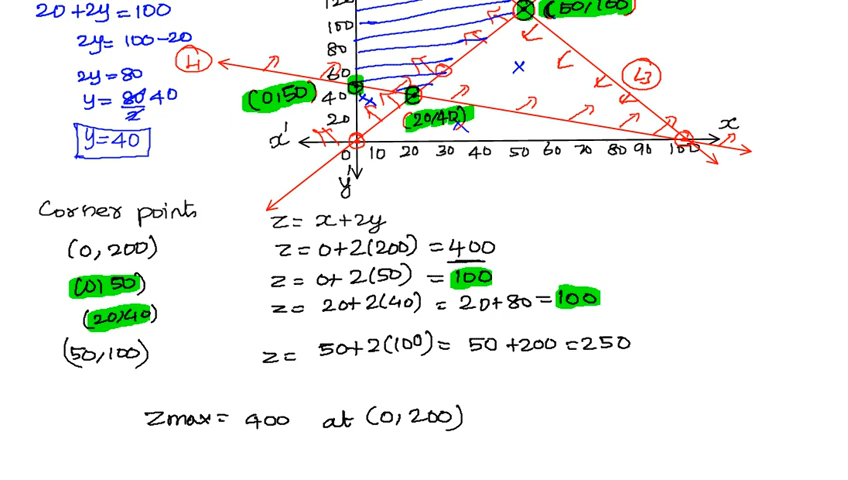 20+2y=100
2y=100-20
2y=80
y=80/2 40
y=40
L1
(0,50)
(20,40)
(50,100)
L3
120
100
80
60
40
20
x'
0 10 20 30 40 50 60 70 80 90 100
x
y'
Corner points
z= x+2y
(0, 200)
z= 0+2(200) =400
(0,50)
z= 0+2(50) = 100
(20,40)
z= 20+2(40) = 20+80= 100
(50,100)
z= 50+2(100)= 50+200 =250
Zmax= 400 at (0,200)